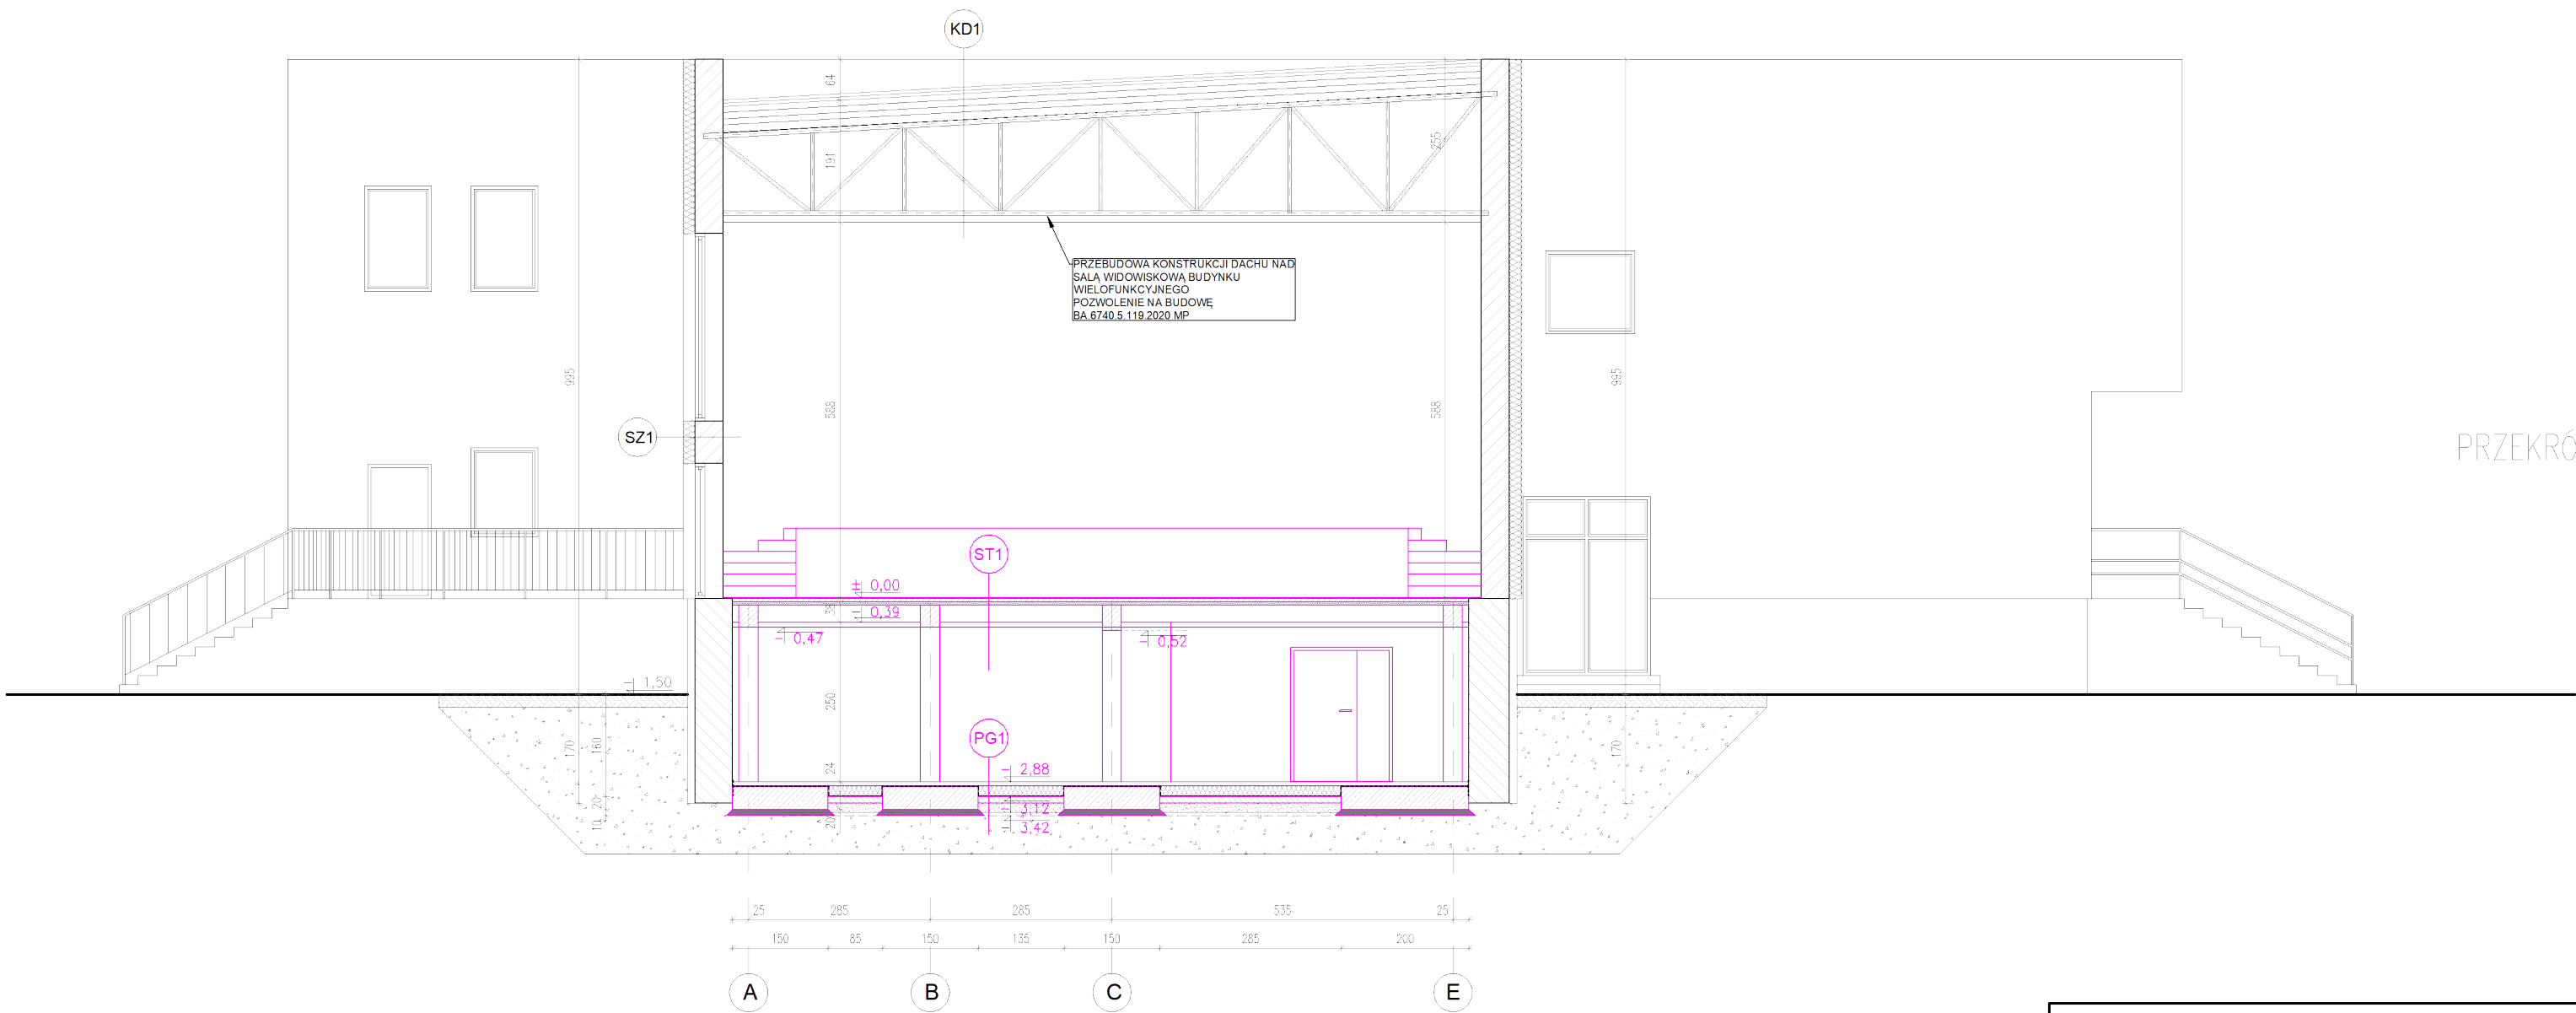 KD1
64
191
255
PRZEBUDOWA KONSTRUKCJI DACHU NAD
SALĄ WIDOWISKOWĄ BUDYNKU
WIELOFUNKCYJNEGO
POZWOLENIE NA BUDOWĘ
BA.6740.5.119.2020 MP
995
588
588
995
SZ1
PRZEKRÓ
ST1
± 0,00
38
- 0,39
- 0,47
- 0,52
- 1,50
250
PG1
170
160
170
24
- 2,88
20
- 3,12
10
20
- 3,42
25
285
285
535
25
150
85
150
135
150
285
200
A
B
C
E